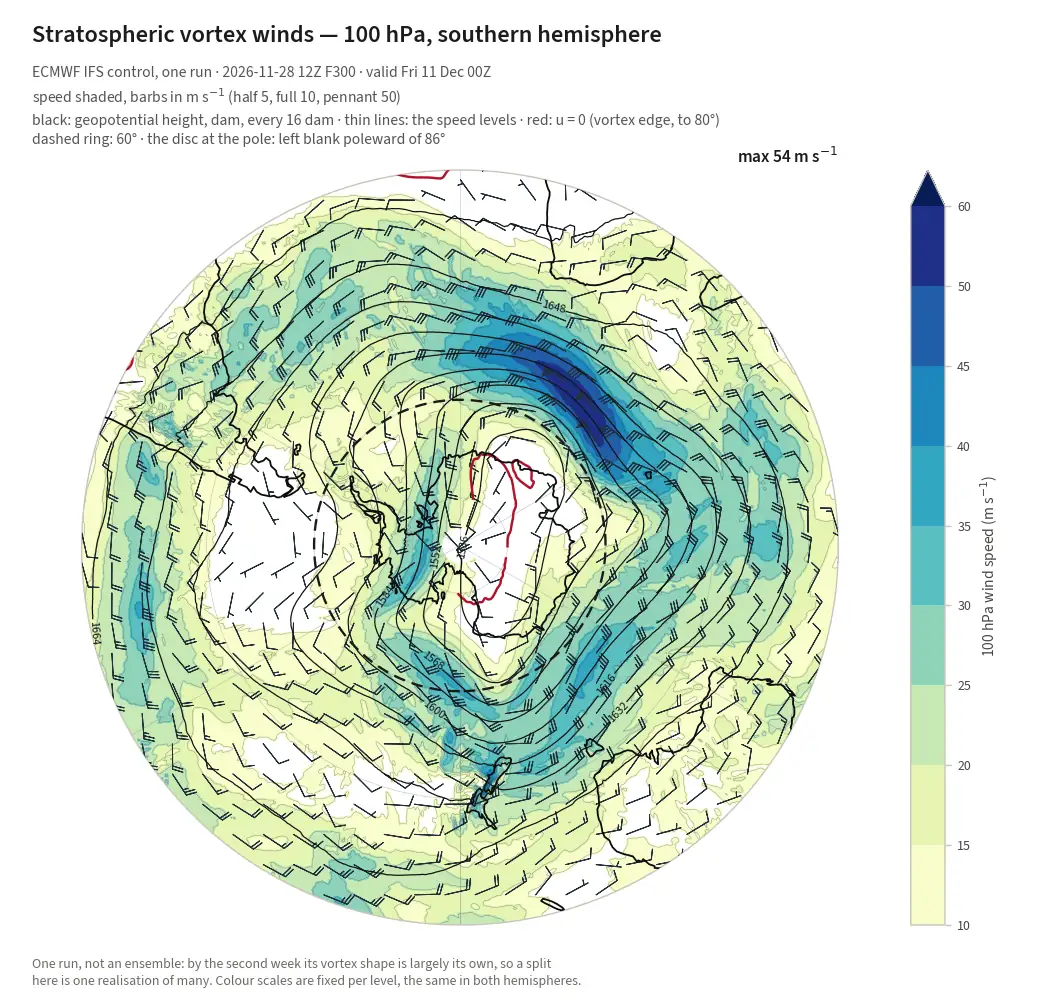 Stratospheric vortex winds — 100 hPa, southern hemisphere
ECMWF IFS control, one run · 2026-11-28 12Z F300 · valid Fri 11 Dec 00Z
speed shaded, barbs in m s⁻¹ (half 5, full 10, pennant 50)
black: geopotential height, dam, every 16 dam · thin lines: the speed levels · red: u = 0 (vortex edge, to 80°)
dashed ring: 60° · the disc at the pole: left blank poleward of 86°
max 54 m s⁻¹
60
50
45
40
35
30
25
20
15
10
100 hPa wind speed (m s⁻¹)
1648
1552
1664
1568
1600
1616
1632
One run, not an ensemble: by the second week its vortex shape is largely its own, so a split
here is one realisation of many. Colour scales are fixed per level, the same in both hemispheres.